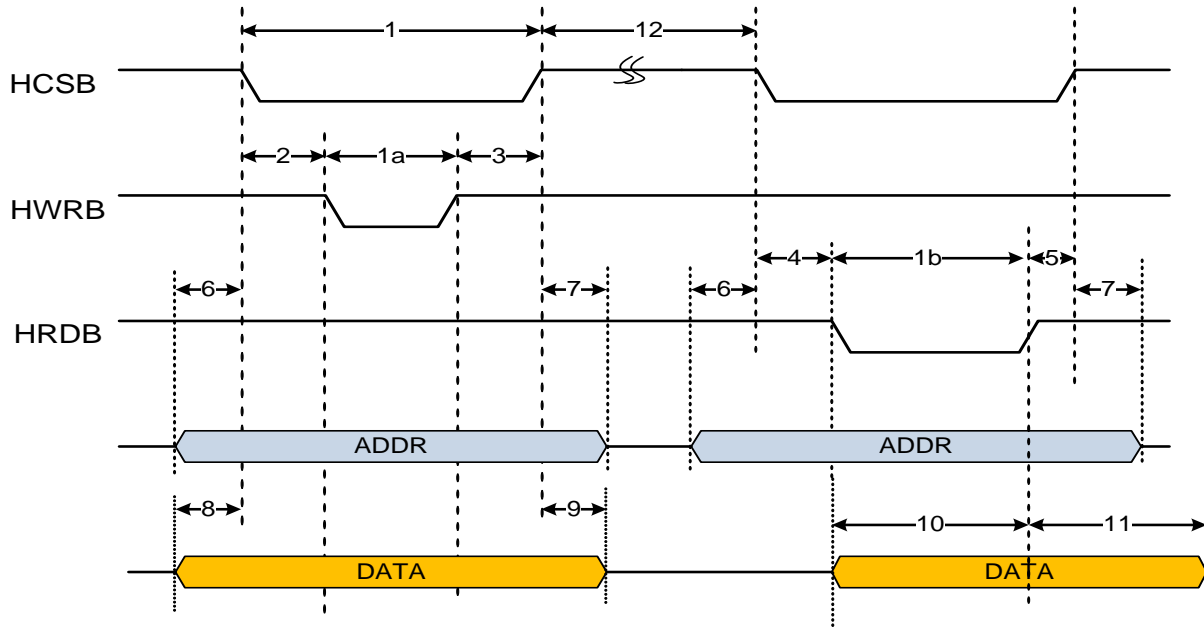 1 12
HCSB
2 1a 3
HWRB
4 1b 5
6 7 6 7
HRDB
ADDR ADDR
8 9
10 11
DATA DATA